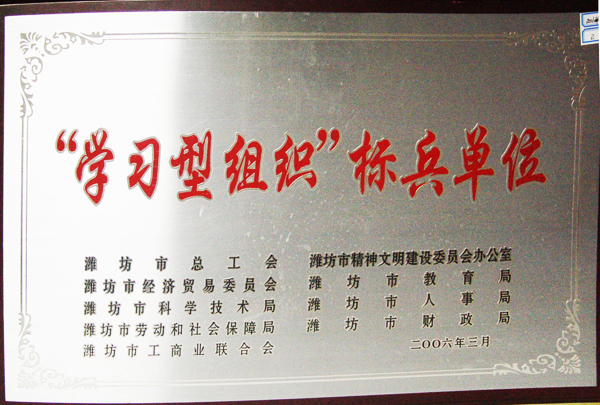 “学习型组织”标兵单位
潍坊市总工会
潍坊市经济贸易委员会
潍坊市科学技术局
潍坊市劳动和社会保障局
潍坊市工商业联合会
潍坊市精神文明建设委员会办公室
潍坊市教育局
潍坊市人事局
潍坊市财政局
二〇〇六年三月